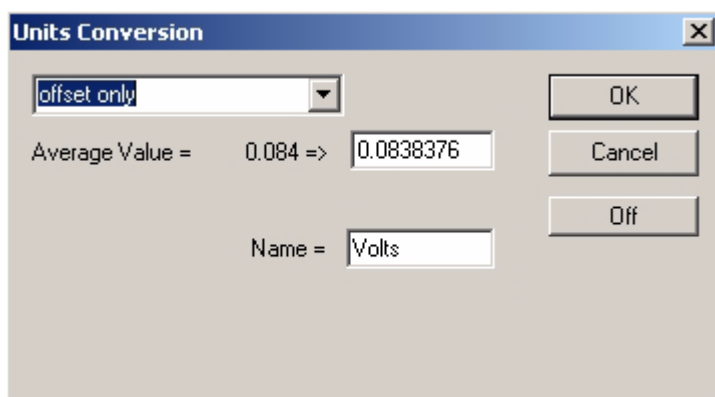 Units Conversion
offset only
OK
Average Value = 0.084 => 0.0838376
Cancel
Off
Name = Volts